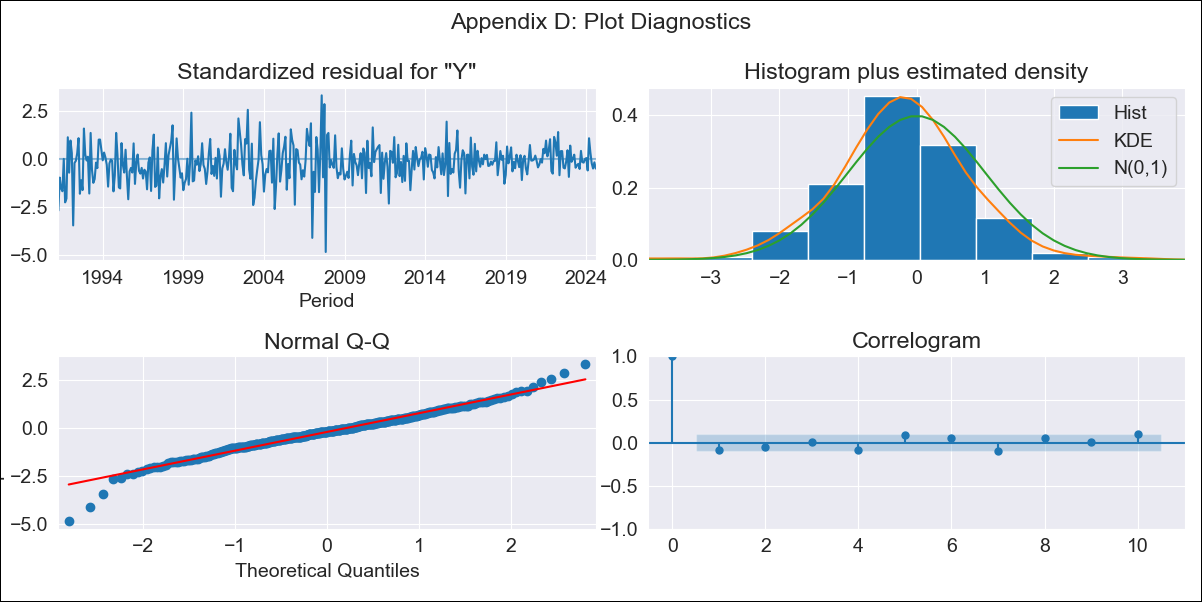 Appendix D: Plot Diagnostics
Standardized residual for "Y"
2.5
0.0
−2.5
−5.0
1994 1999 2004 2009 2014 2019 2024
Period
Histogram plus estimated density
Hist
KDE
N(0,1)
0.4
0.2
0.0
−3 −2 −1 0 1 2 3
Normal Q-Q
2.5
0.0
−2.5
−5.0
−2 −1 0 1 2
Theoretical Quantiles
Correlogram
1.0
0.5
0.0
−0.5
−1.0
0 2 4 6 8 10